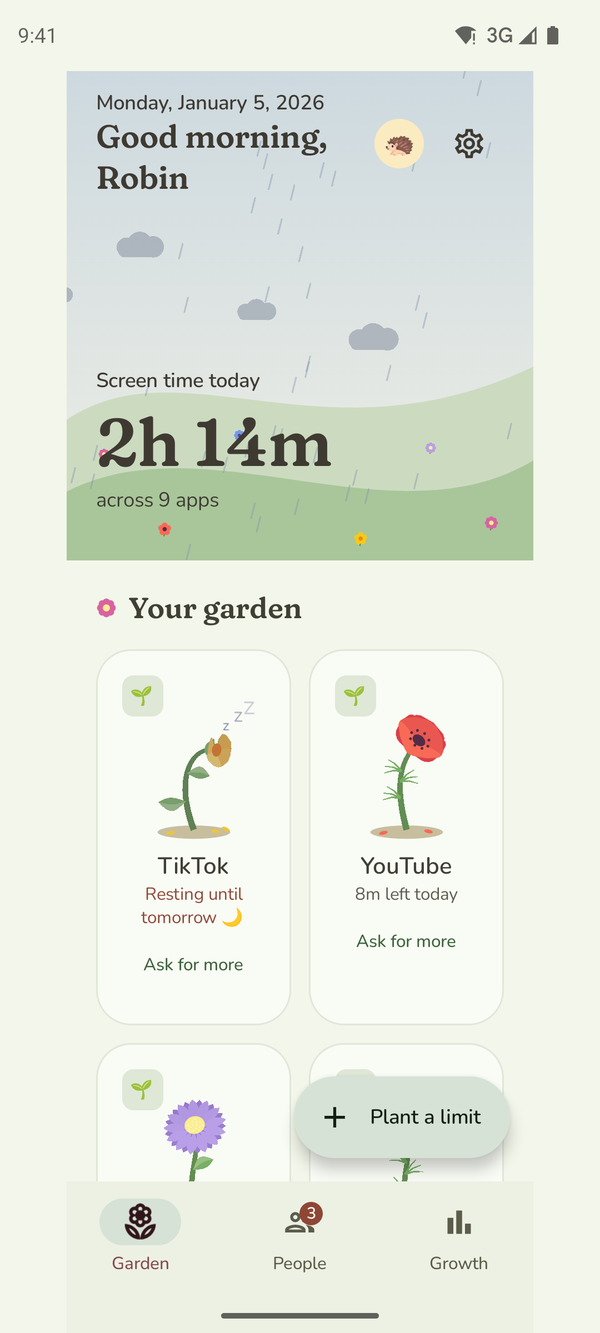 9:41
3G
Monday, January 5, 2026
Good morning,
Robin
Screen time today
2h 14m
across 9 apps
Your garden
z z Z
TikTok
Resting until
tomorrow 🌙
Ask for more
YouTube
8m left today
Ask for more
+ Plant a limit
3
Garden
People
Growth